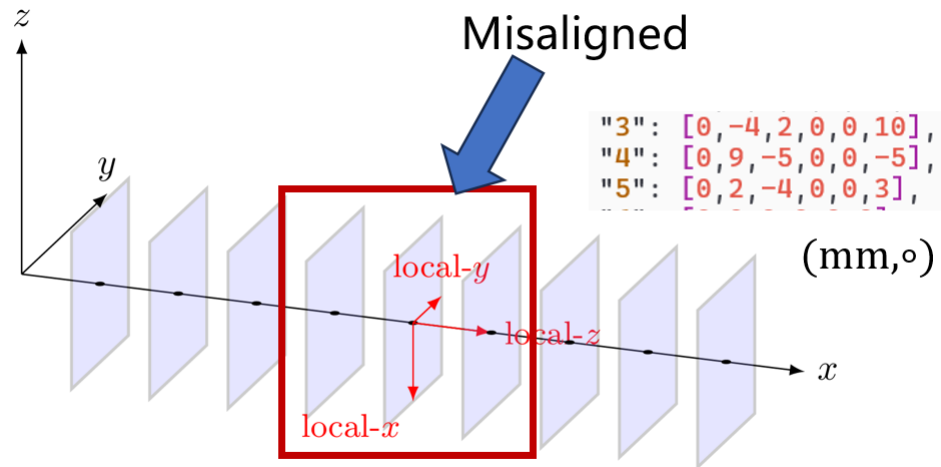 Misaligned
z
"3": [0,-4,2,0,0,10],
"4": [0,9,-5,0,0,-5],
"5": [0,2,-4,0,0,3],
y
(mm,∘)
local-y
local-z
x
local-x